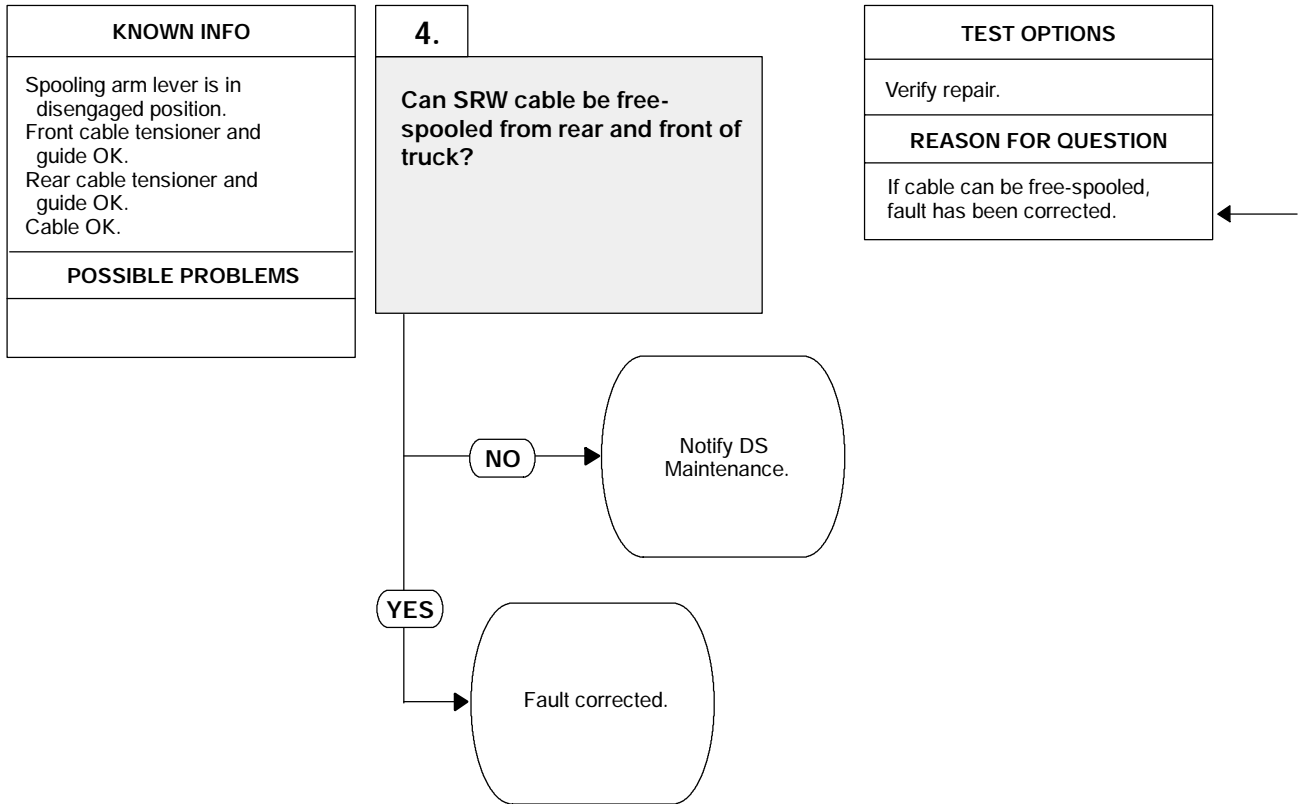 KNOWN INFO
Spooling arm lever is in
disengaged position.
Front cable tensioner and
guide OK.
Rear cable tensioner and
guide OK.
Cable OK.
POSSIBLE PROBLEMS
4.
Can SRW cable be free-
spooled from rear and front of
truck?
TEST OPTIONS
Verify repair.
REASON FOR QUESTION
If cable can be free-spooled,
fault has been corrected.
NO
Notify DS
Maintenance.
YES
Fault corrected.